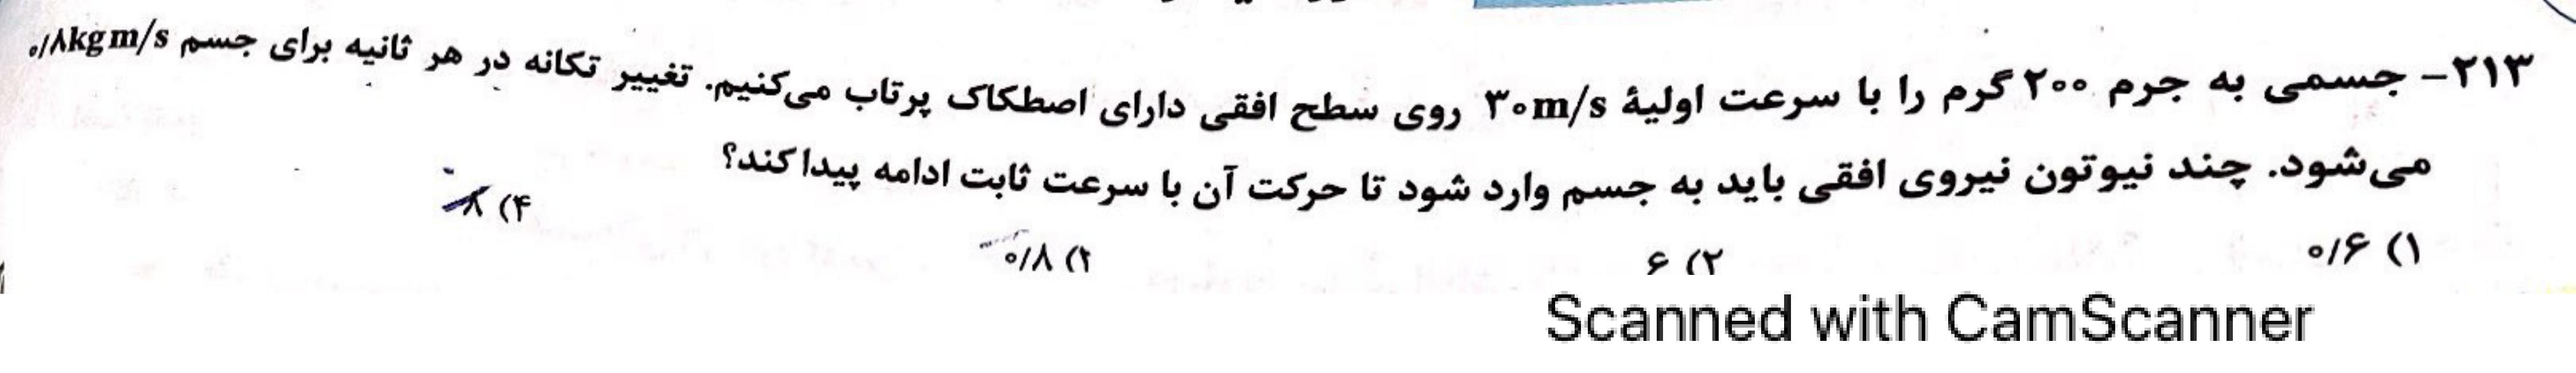 ۲۱۳- جسمی به جرم ۲۰۰ گرم را با سرعت اولیهٔ ۳۰m/s روی سطح افقی دارای اصطکاک پرتاب می‌کنیم. تغییر تکانه در هر ثانیه برای جسم ۰/۸kgm/s
می‌شود. چند نیوتون نیروی افقی باید به جسم وارد شود تا حرکت آن با سرعت ثابت ادامه پیدا کند؟
۱) ۰/۶ ۲) ۶ ۳) ۰/۸ ۴) ۸
Scanned with CamScanner